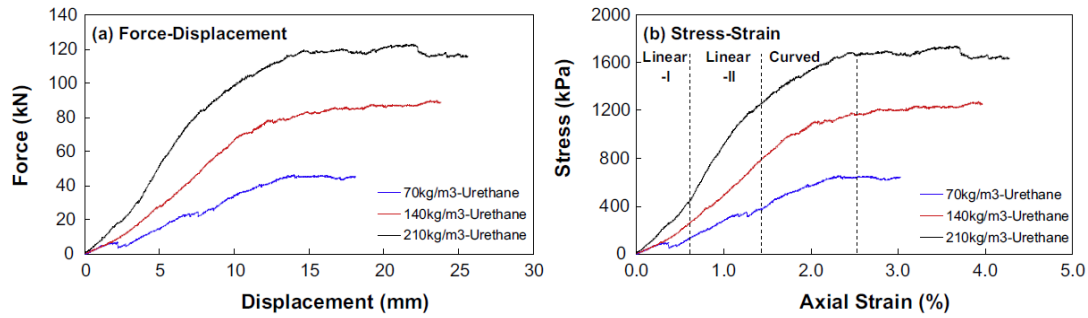 (a) Force-Displacement
Force (kN)
140
120
100
80
60
40
20
0
70kg/m3-Urethane
140kg/m3-Urethane
210kg/m3-Urethane
0 5 10 15 20 25 30
Displacement (mm)
(b) Stress-Strain
Stress (kPa)
2000
1600
1200
800
400
0
Linear
-I
Linear
-II
Curved
70kg/m3-Urethane
140kg/m3-Urethane
210kg/m3-Urethane
0.0 1.0 2.0 3.0 4.0 5.0
Axial Strain (%)